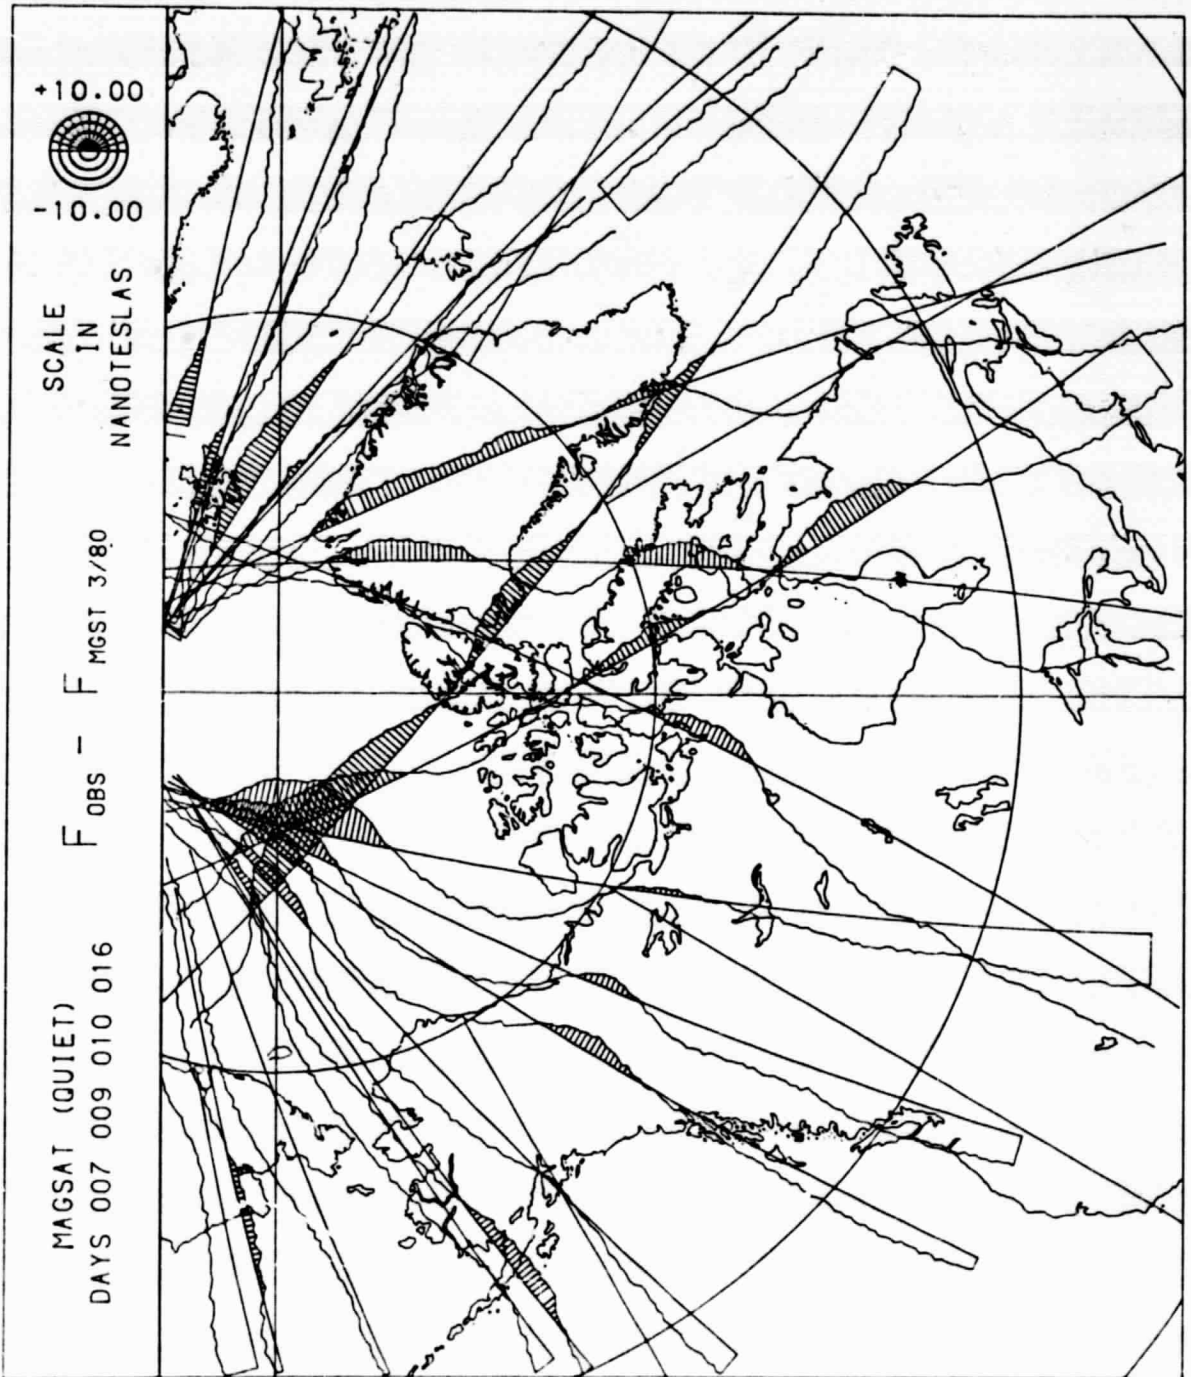 MAGSAT (QUIET)
DAYS 007 009 010 016
F OBS - F MGST 3/80
SCALE
IN
NANOTESLAS
+10.00
-10.00